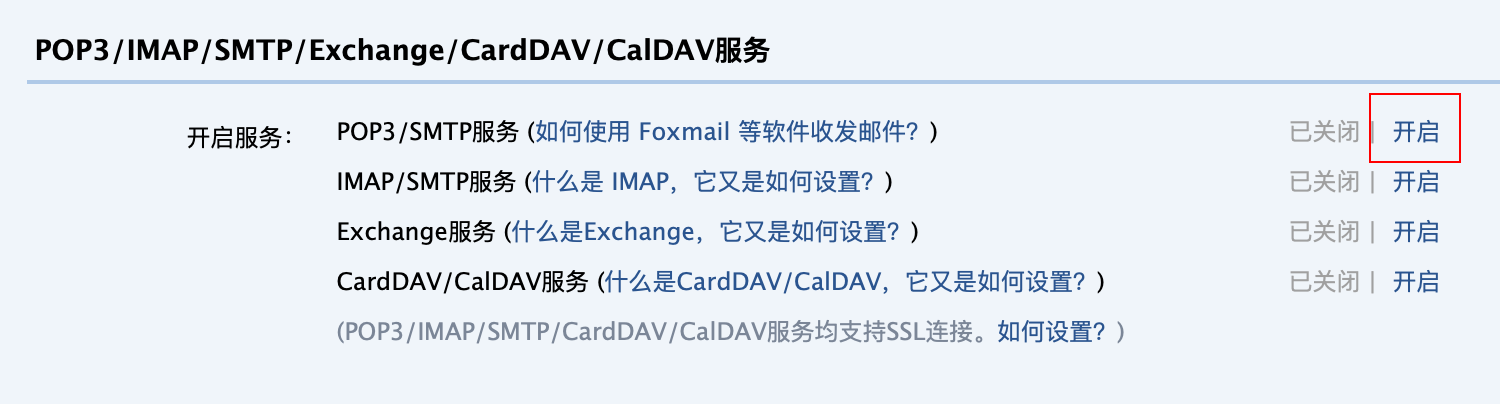 POP3/IMAP/SMTP/Exchange/CardDAV/CalDAV服务
开启服务： POP3/SMTP服务 (如何使用 Foxmail 等软件收发邮件？) 已关闭 | 开启
IMAP/SMTP服务 (什么是 IMAP，它又是如何设置？) 已关闭 | 开启
Exchange服务 (什么是Exchange，它又是如何设置？) 已关闭 | 开启
CardDAV/CalDAV服务 (什么是CardDAV/CalDAV，它又是如何设置？) 已关闭 | 开启
(POP3/IMAP/SMTP/CardDAV/CalDAV服务均支持SSL连接。如何设置？)